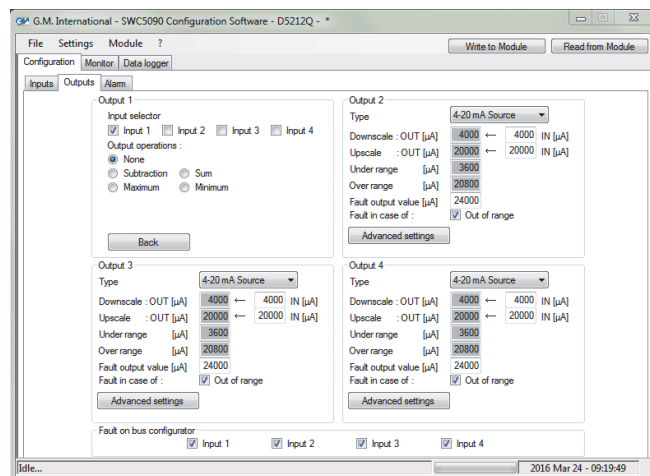 G.M. International - SWC5090 Configuration Software - D5212Q - *
File Settings Module ?
Write to Module Read from Module
Configuration Monitor Data logger
Inputs Outputs Alarm
Output 1
Input selector
Input 1 Input 2 Input 3 Input 4
Output operations :
None
Subtraction Sum
Maximum Minimum
Back
Output 2
Type 4-20 mA Source
Downscale : OUT [µA] 4000 ← 4000 IN [µA]
Upscale : OUT [µA] 20000 ← 20000 IN [µA]
Under range [µA] 3600
Over range [µA] 20800
Fault output value [µA] 24000
Fault in case of : Out of range
Advanced settings
Output 3
Type 4-20 mA Source
Downscale : OUT [µA] 4000 ← 4000 IN [µA]
Upscale : OUT [µA] 20000 ← 20000 IN [µA]
Under range [µA] 3600
Over range [µA] 20800
Fault output value [µA] 24000
Fault in case of : Out of range
Advanced settings
Output 4
Type 4-20 mA Source
Downscale : OUT [µA] 4000 ← 4000 IN [µA]
Upscale : OUT [µA] 20000 ← 20000 IN [µA]
Under range [µA] 3600
Over range [µA] 20800
Fault output value [µA] 24000
Fault in case of : Out of range
Advanced settings
Fault on bus configurator
Input 1 Input 2 Input 3 Input 4
Idle... 2016 Mar 24 - 09:19:49